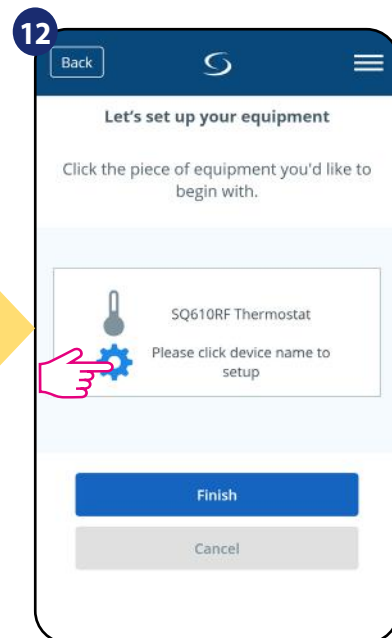 12
Back
Let's set up your equipment
Click the piece of equipment you'd like to
begin with.
SQ610RF Thermostat
Please click device name to
setup
Finish
Cancel